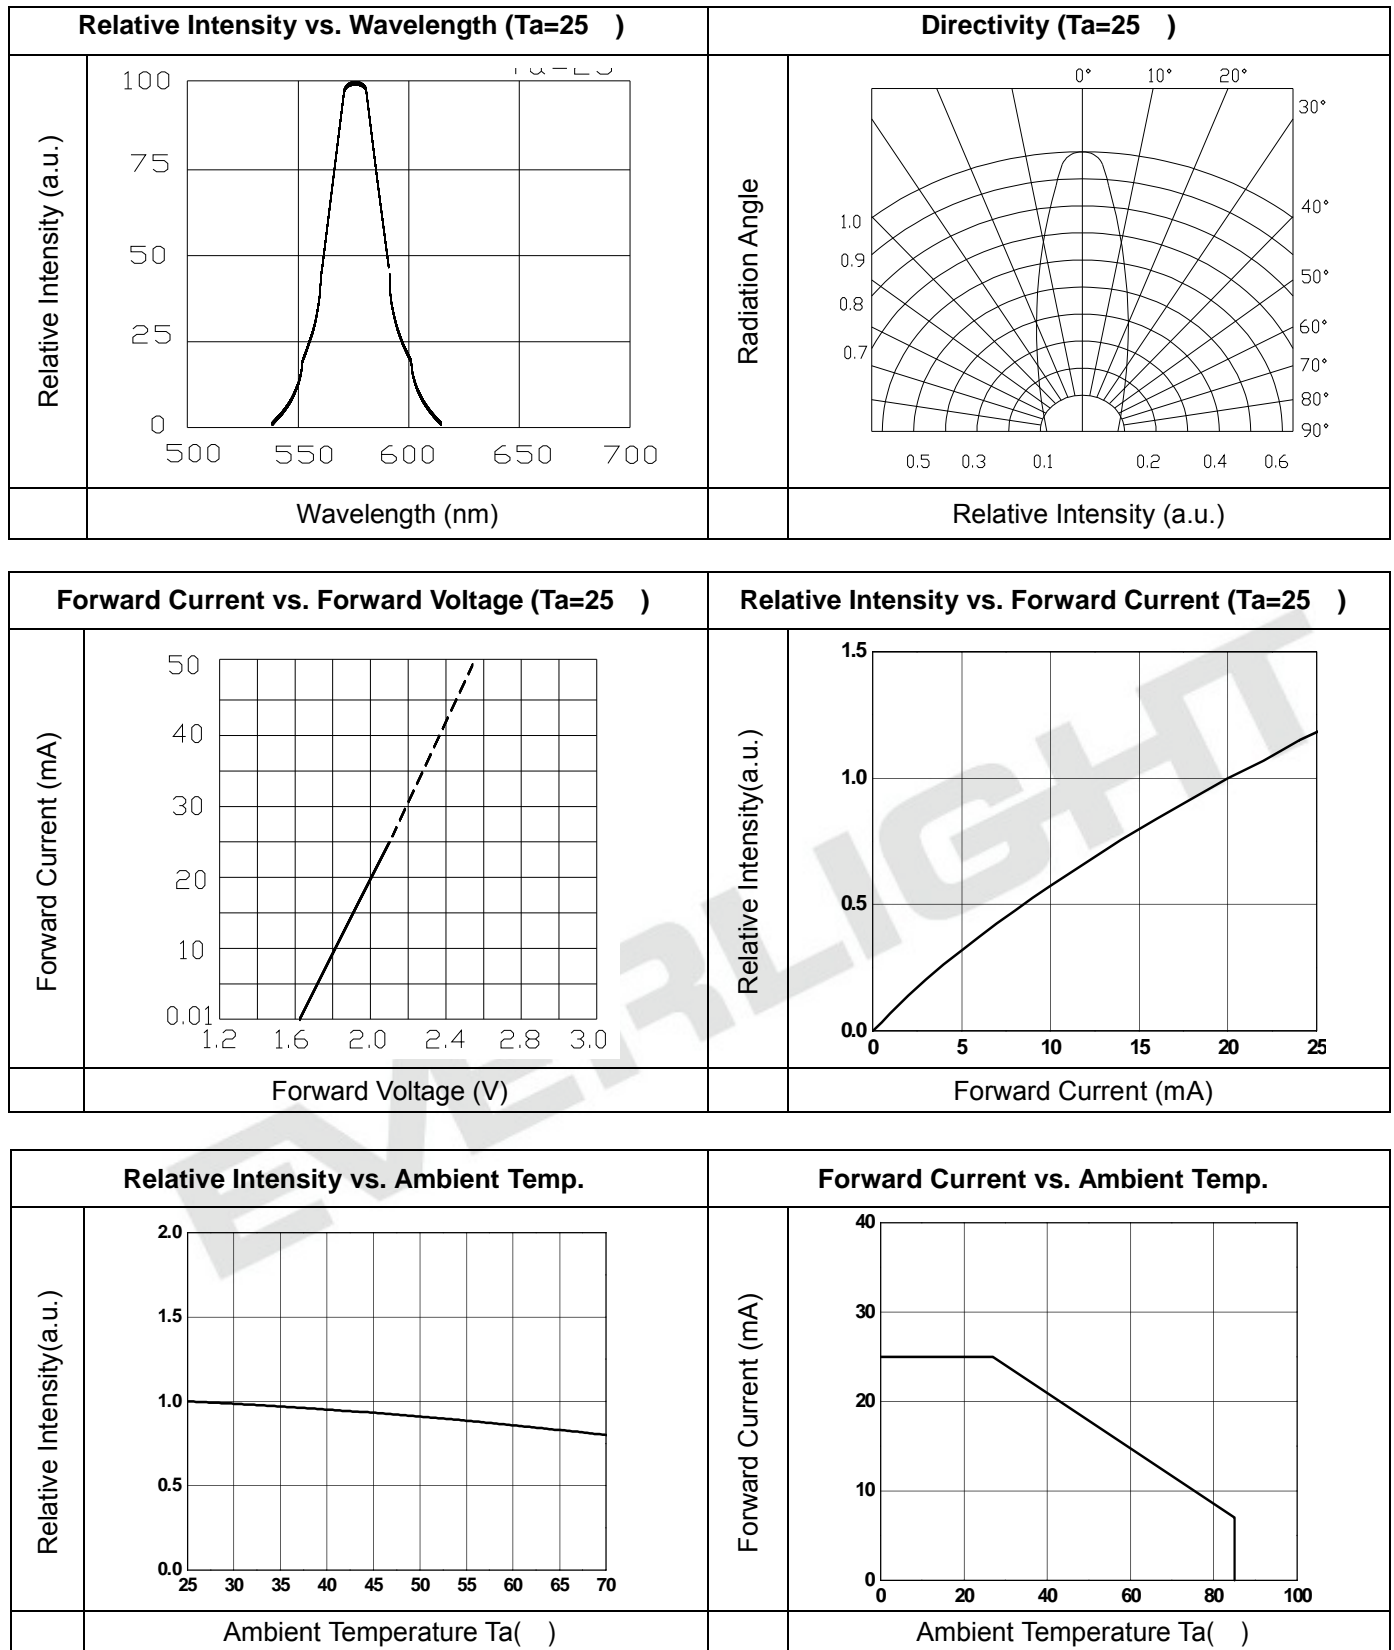 Relative Intensity vs. Wavelength (Ta=25 )
Relative Intensity (a.u.)
100
75
50
25
0
500 550 600 650 700
Wavelength (nm)
Directivity (Ta=25 )
Radiation Angle
0° 10° 20°
30°
40°
50°
60°
70°
80°
90°
1.0
0.9
0.8
0.7
0.5 0.3 0.1 0.2 0.4 0.6
Relative Intensity (a.u.)
Forward Current vs. Forward Voltage (Ta=25 )
Forward Current (mA)
50
40
30
20
10
0.01
1.2 1.6 2.0 2.4 2.8 3.0
Forward Voltage (V)
Relative Intensity vs. Forward Current (Ta=25 )
Relative Intensity(a.u.)
1.5
1.0
0.5
0.0
0 5 10 15 20 25
Forward Current (mA)
EVERLIGHT
Relative Intensity vs. Ambient Temp.
Relative Intensity(a.u.)
2.0
1.5
1.0
0.5
0.0
25 30 35 40 45 50 55 60 65 70
Ambient Temperature Ta( )
Forward Current vs. Ambient Temp.
Forward Current (mA)
40
30
20
10
0
0 20 40 60 80 100
Ambient Temperature Ta( )